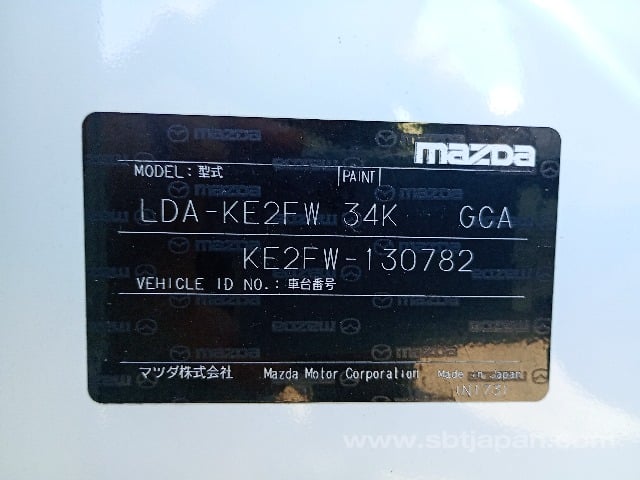 mazda
MODEL: 型式 PAINT
LDA-KE2FW 34K GCA
KE2FW-130782
VEHICLE ID NO.: 車台番号
マツダ株式会社 Mazda Motor Corporation Made in Japan
www.sbtjapan.com